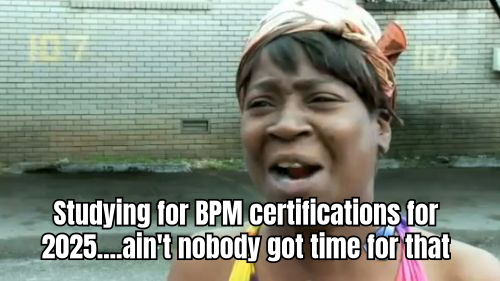 107
106
Studying for BPM certifications for
2025....ain't nobody got time for that